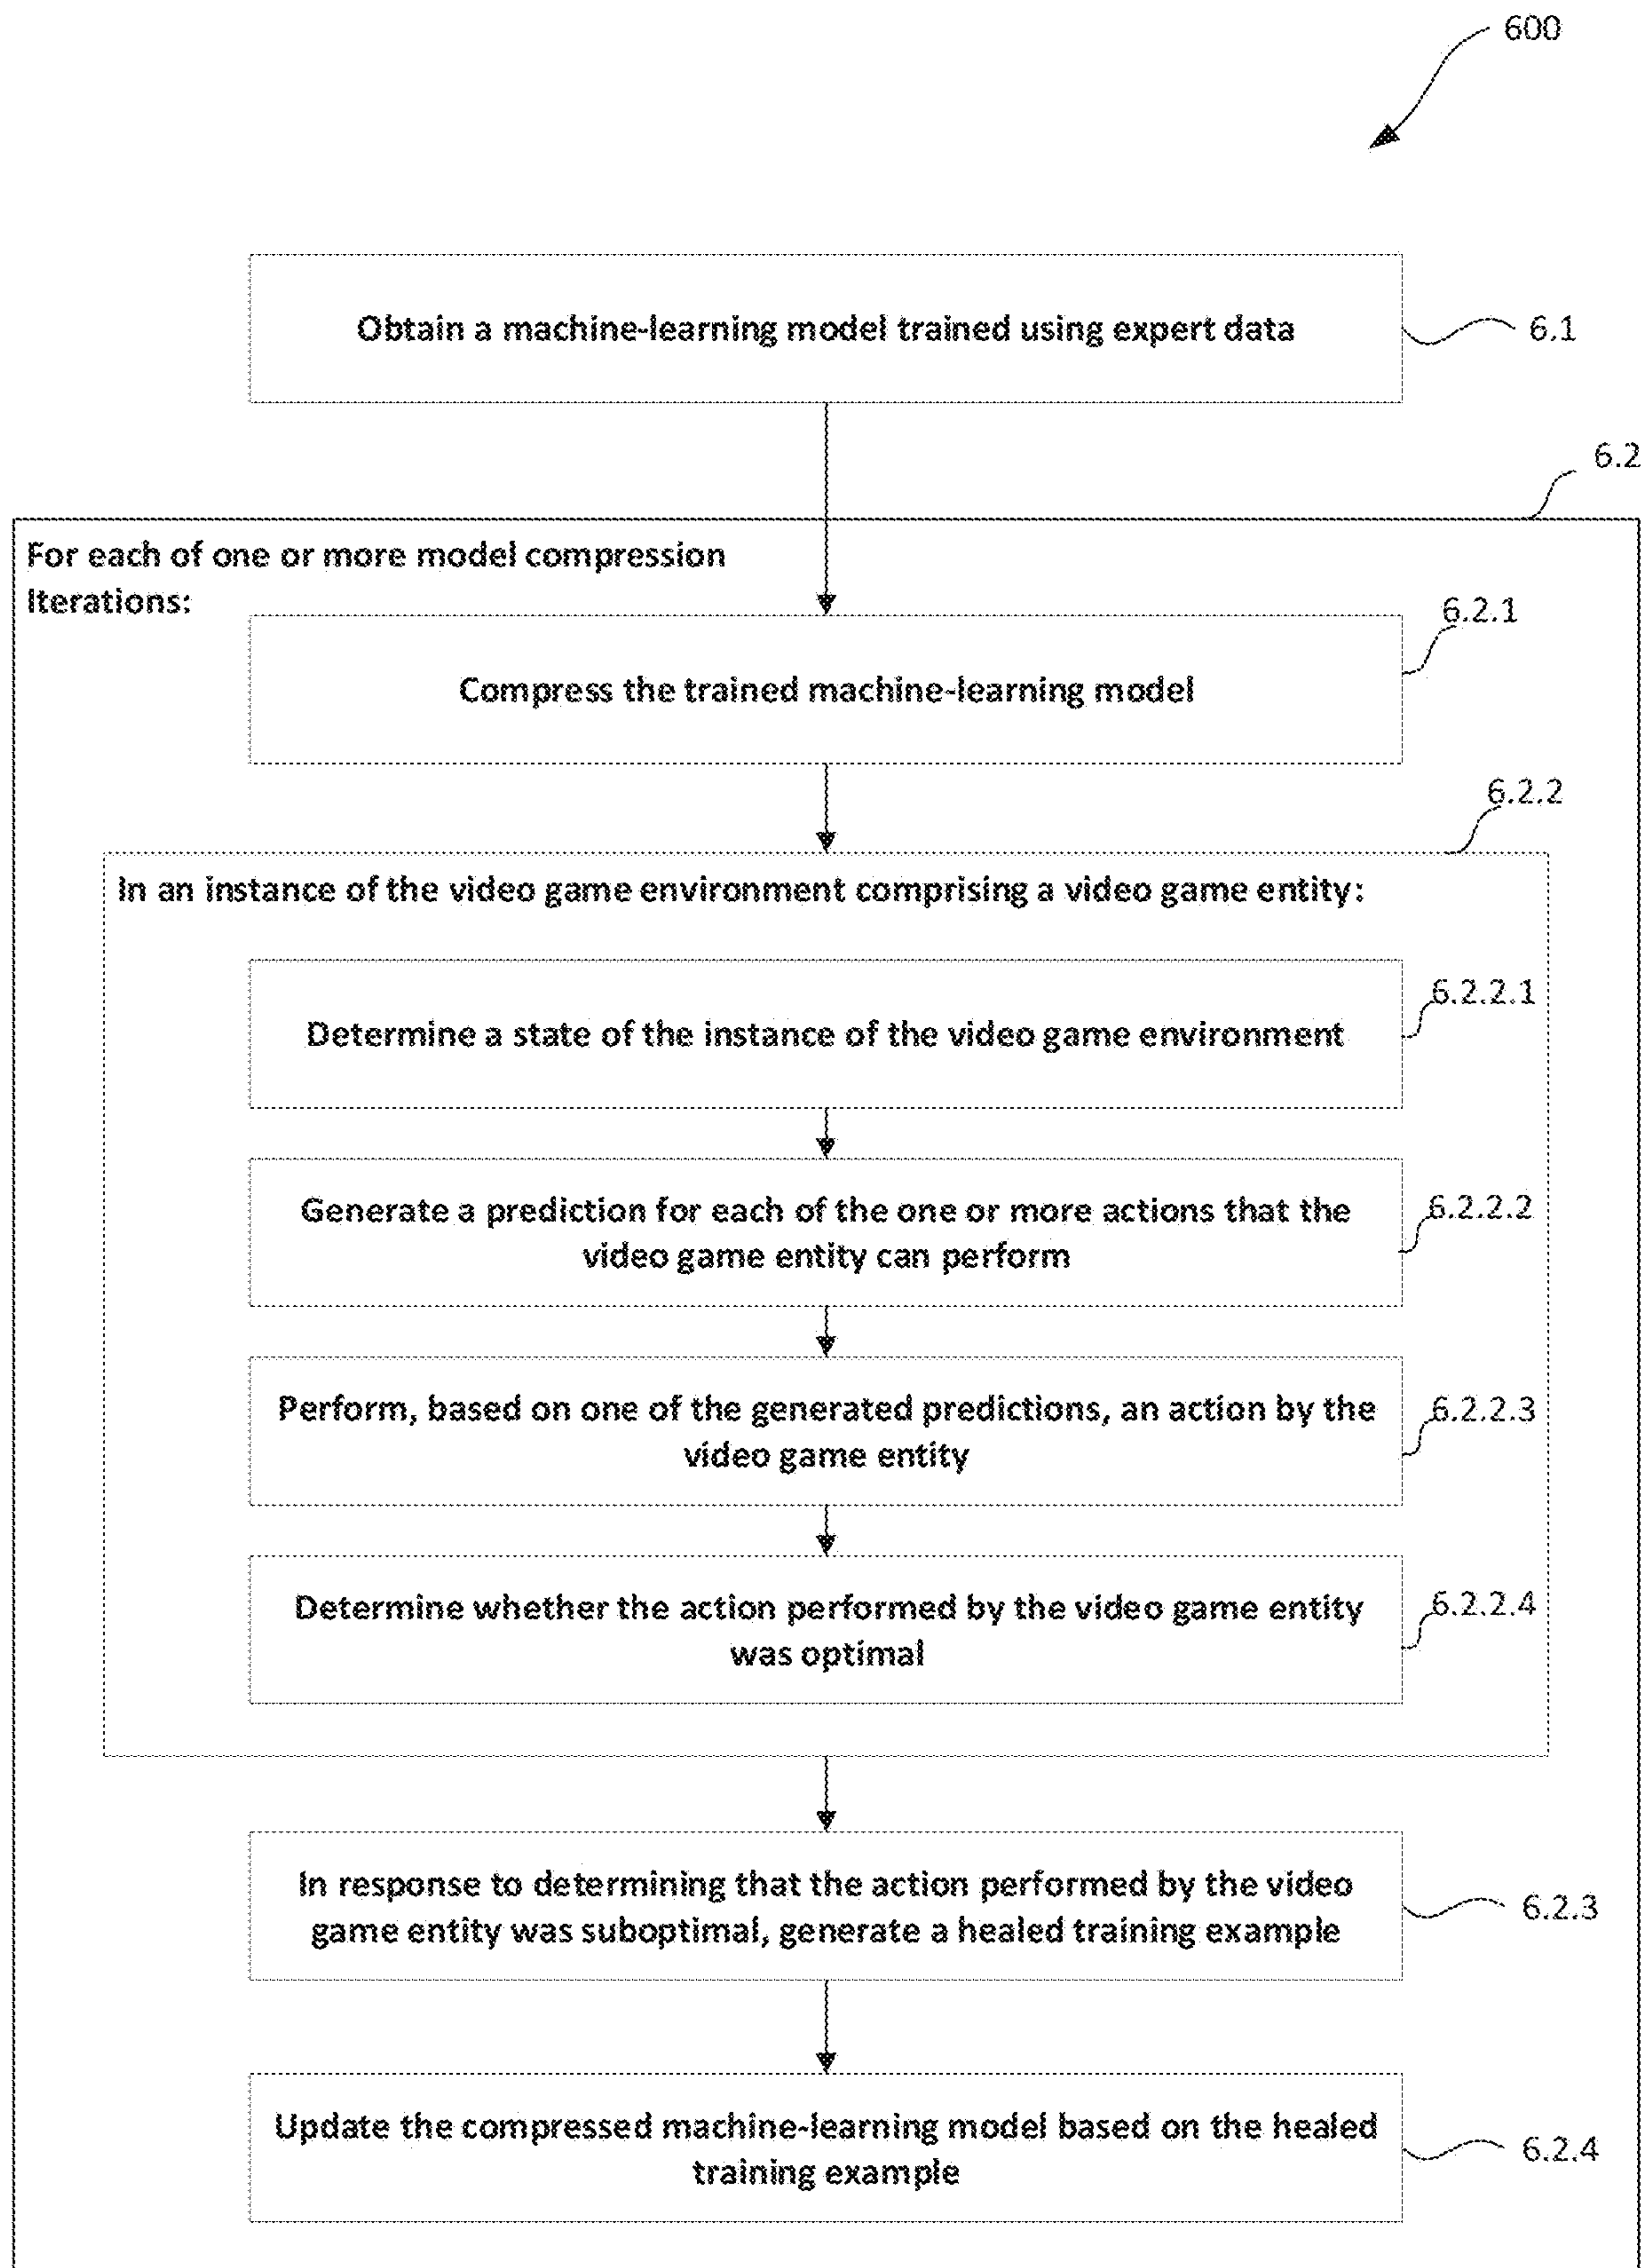 600
Obtain a machine-learning model trained using expert data
6.1
6.2
For each of one or more model compression
Iterations:
6.2.1
Compress the trained machine-learning model
6.2.2
In an instance of the video game environment comprising a video game entity:
6.2.2.1
Determine a state of the instance of the video game environment
Generate a prediction for each of the one or more actions that the
6.2.2.2
video game entity can perform
Perform, based on one of the generated predictions, an action by the
6.2.2.3
video game entity
Determine whether the action performed by the video game entity
6.2.2.4
was optimal
In response to determining that the action performed by the video
game entity was suboptimal, generate a healed training example
6.2.3
Update the compressed machine-learning model based on the healed
training example
6.2.4